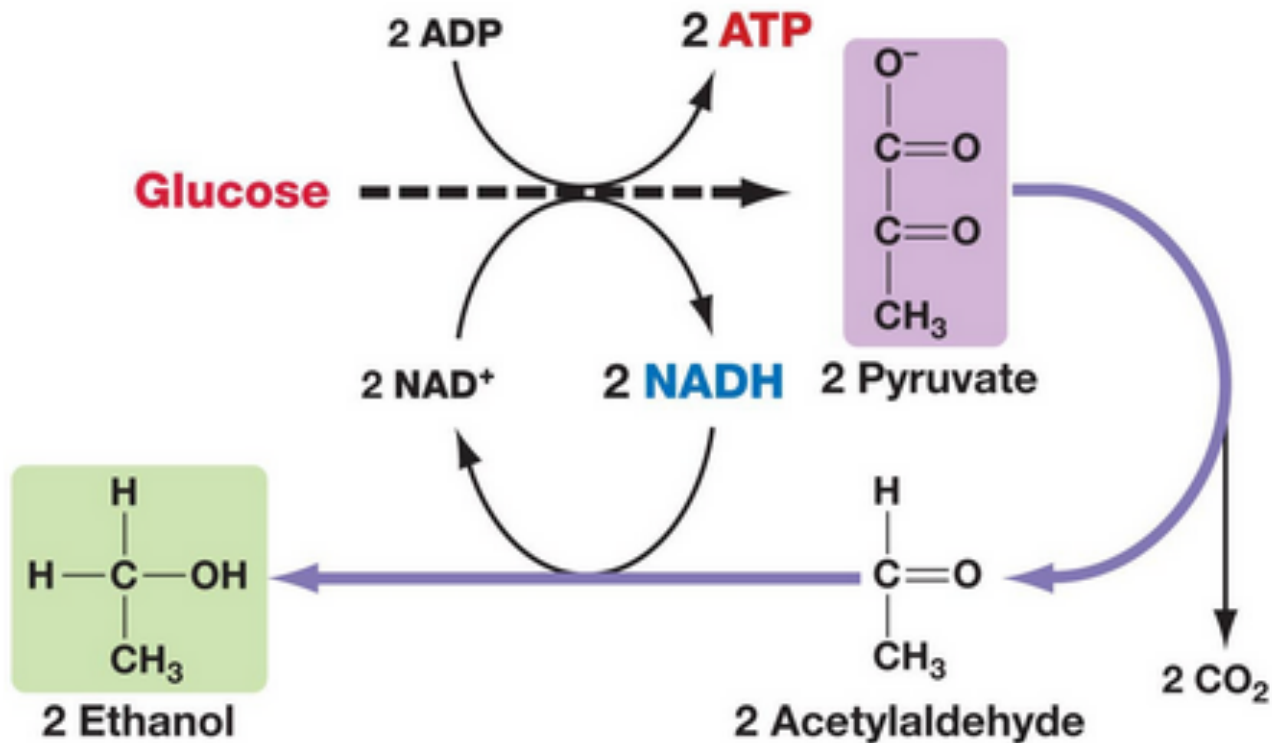 2 ADP
2 ATP
Glucose
O⁻
C=O
C=O
CH₃
2 NAD⁺
2 NADH
2 Pyruvate
H
H—C—OH
CH₃
2 Ethanol
H
C=O
CH₃
2 Acetylaldehyde
2 CO₂